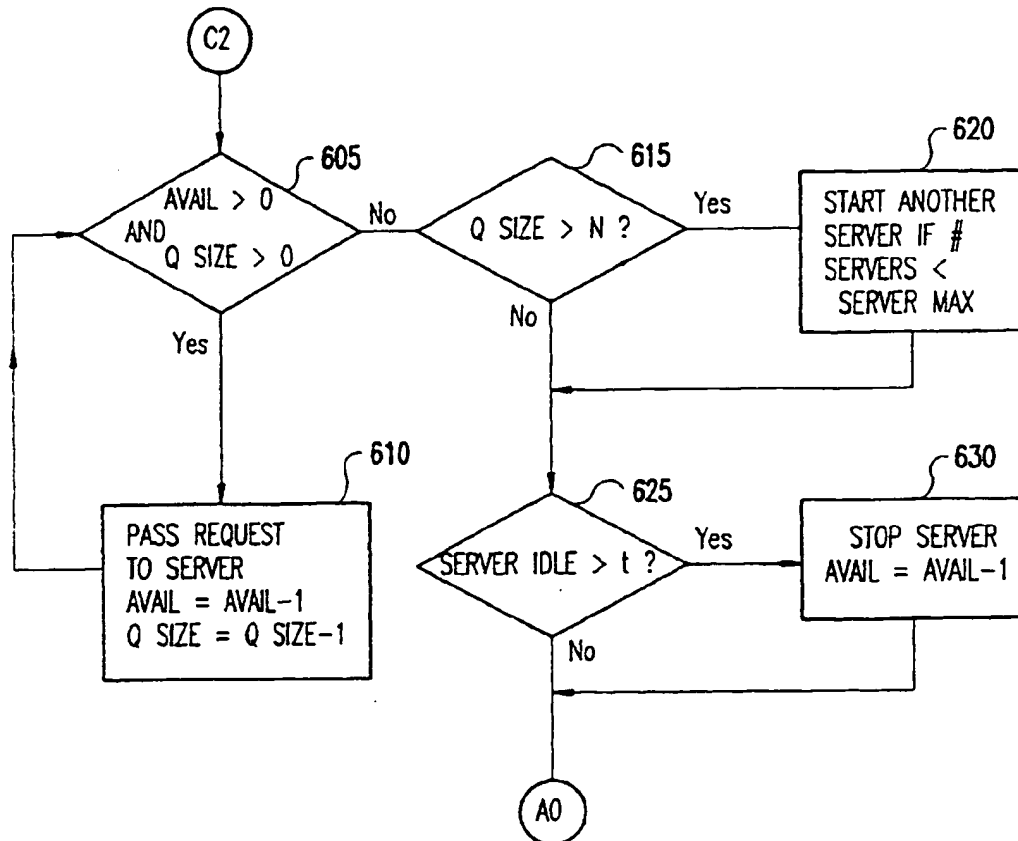 C2
605
AVAIL > 0
AND
Q SIZE > 0
No
Yes
615
Q SIZE > N ?
Yes
No
620
START ANOTHER
SERVER IF #
SERVERS <
SERVER MAX
610
PASS REQUEST
TO SERVER
AVAIL = AVAIL-1
Q SIZE = Q SIZE-1
625
SERVER IDLE > t ?
Yes
No
630
STOP SERVER
AVAIL = AVAIL-1
A0